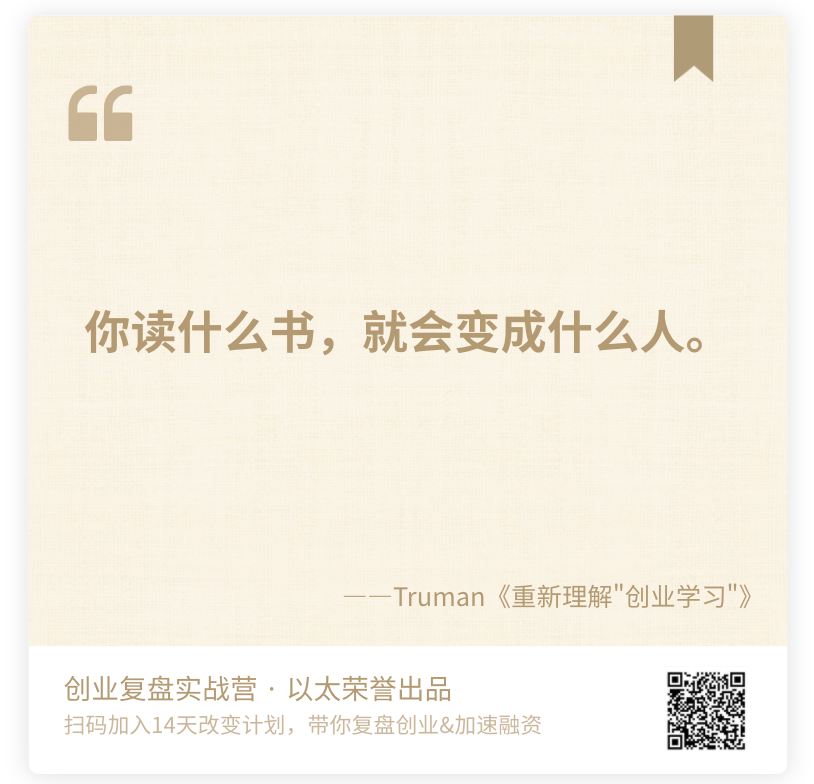 你读什么书，就会变成什么人。
——Truman《重新理解"创业学习"》
创业复盘实战营 · 以太荣誉出品
扫码加入14天改变计划，带你复盘创业&加速融资